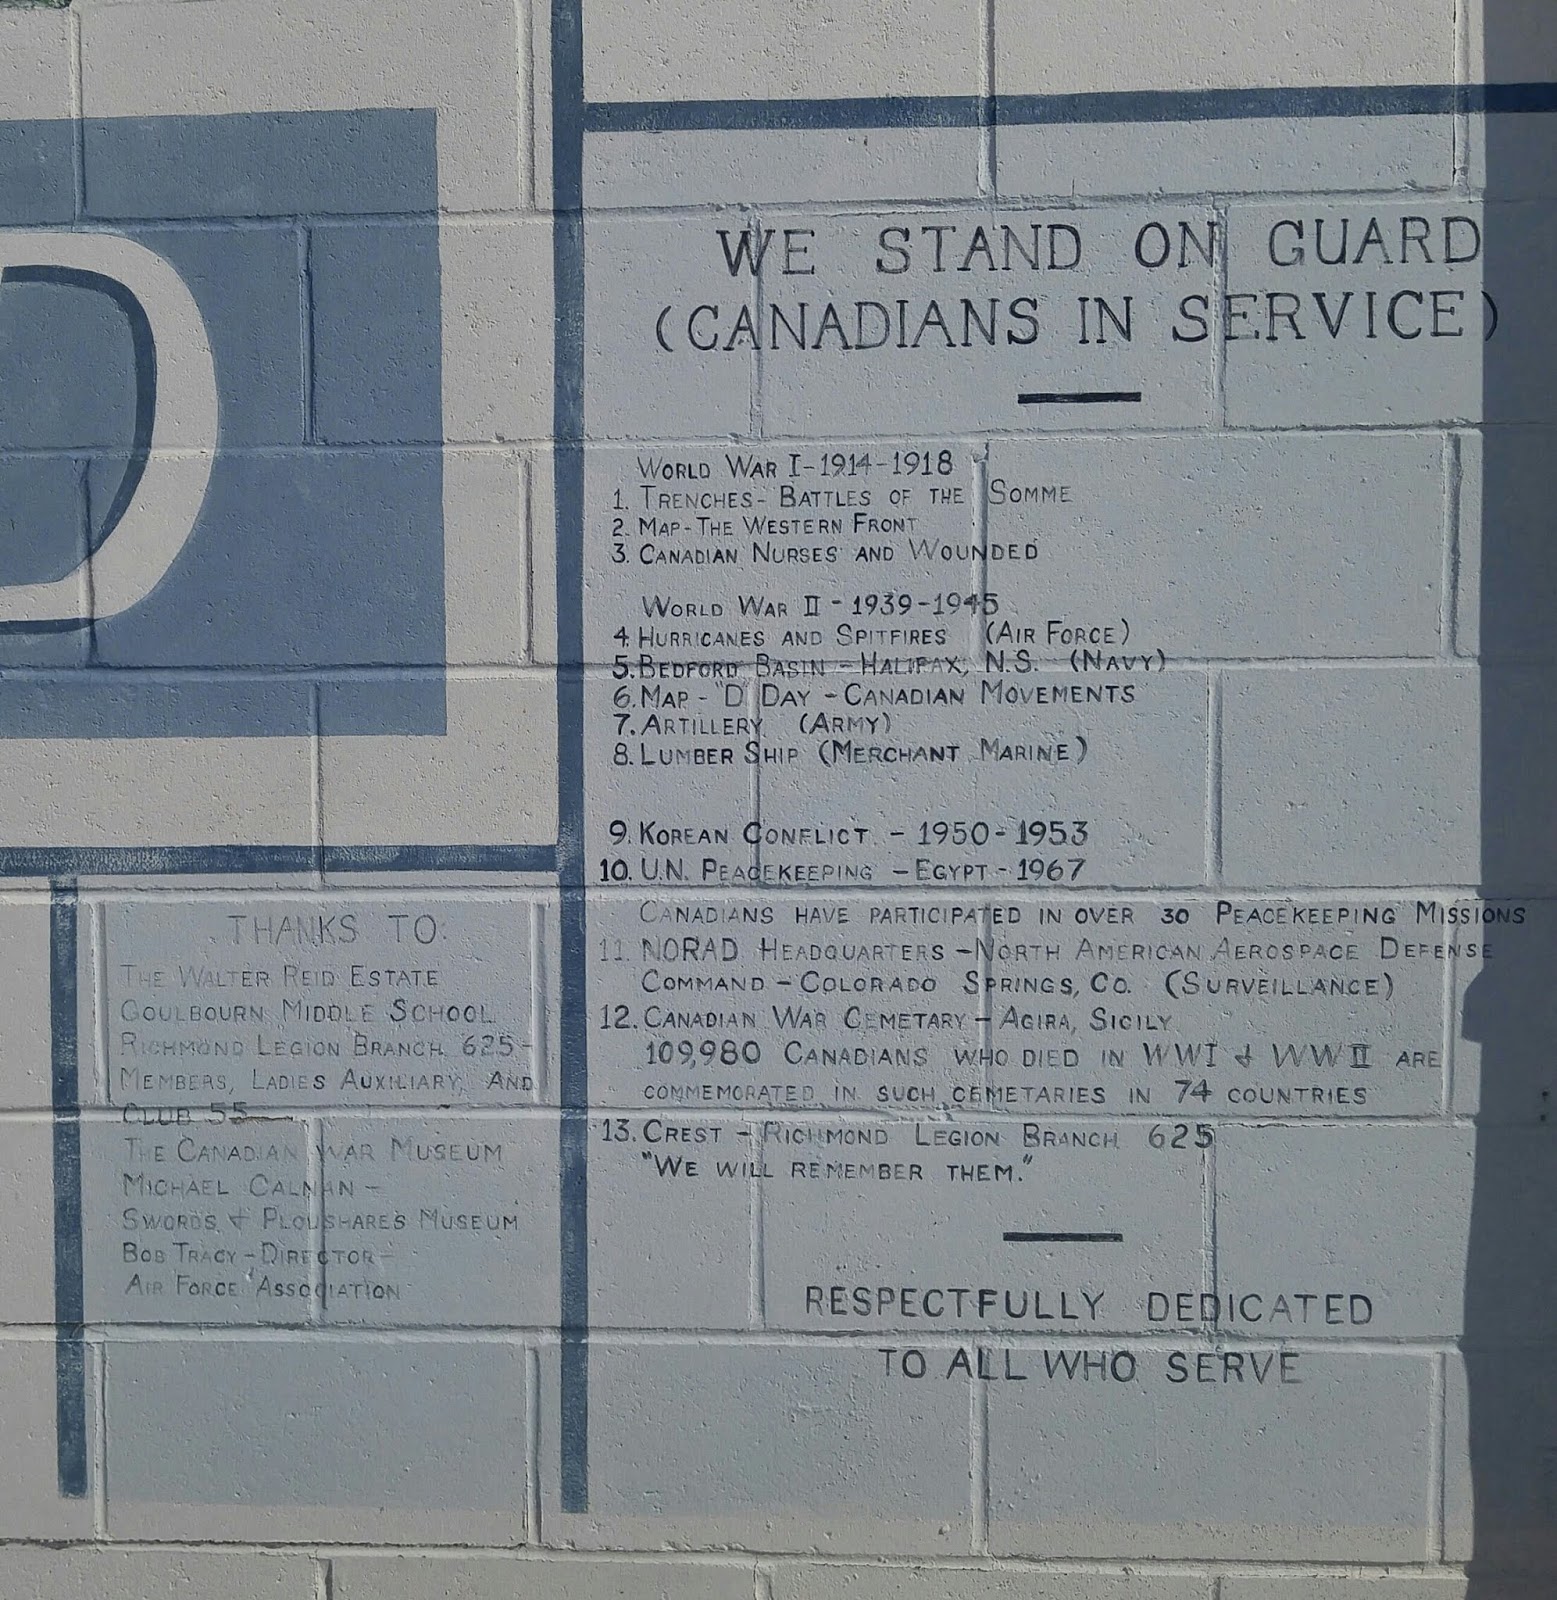 D
WE STAND ON GUARD
(CANADIANS IN SERVICE)
WORLD WAR I-1914-1918
1. TRENCHES- BATTLES OF THE SOMME
2. MAP-THE WESTERN FRONT
3. CANADIAN NURSES AND WOUNDED
WORLD WAR II - 1939-1945
4. HURRICANES AND SPITFIRES (AIR FORCE)
5. BEDFORD BASIN - HALIFAX, N.S. (NAVY)
6. MAP - "D" DAY - CANADIAN MOVEMENTS
7. ARTILLERY (ARMY)
8. LUMBER SHIP (MERCHANT MARINE)
9. KOREAN CONFLICT - 1950-1953
10. U.N. PEACEKEEPING - EGYPT - 1967
CANADIANS HAVE PARTICIPATED IN OVER 30 PEACEKEEPING MISSIONS
11. NORAD HEADQUARTERS - NORTH AMERICAN AEROSPACE DEFENSE
COMMAND - COLORADO SPRINGS, CO. (SURVEILLANCE)
12. CANADIAN WAR CEMETARY - AGIRA, SICILY
109,980 CANADIANS WHO DIED IN WWI & WWII ARE
COMMEMORATED IN SUCH CEMETARIES IN 74 COUNTRIES
13. CREST - RICHMOND LEGION BRANCH 625
"WE WILL REMEMBER THEM."
RESPECTFULLY DEDICATED
TO ALL WHO SERVE
THANKS TO:
THE WALTER REID ESTATE
GOULBOURN MIDDLE SCHOOL
RICHMOND LEGION BRANCH 625 -
MEMBERS, LADIES AUXILIARY, AND
CLUB 55
THE CANADIAN WAR MUSEUM
MICHAEL CALNAN -
SWORDS & PLOUSHARES MUSEUM
BOB TRACY - DIRECTOR -
AIR FORCE ASSOCIATION